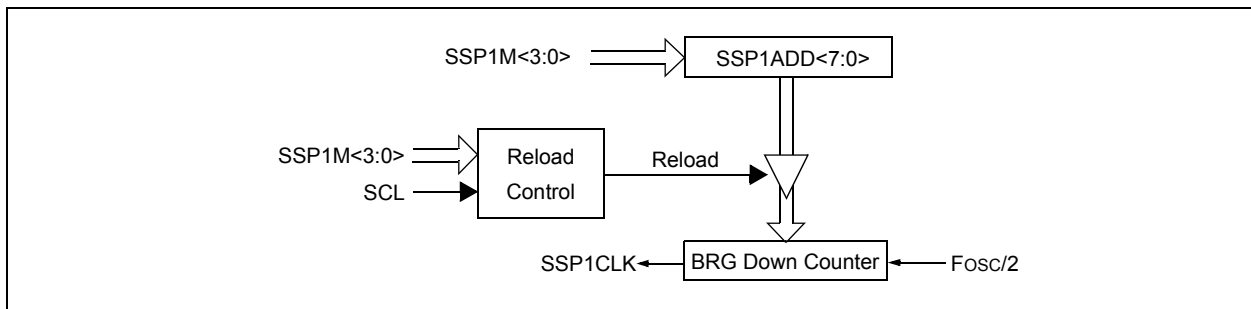 SSP1M<3:0>
SSP1ADD<7:0>
SSP1M<3:0>
SCL
Reload
Control
Reload
SSP1CLK
BRG Down Counter
FOSC/2